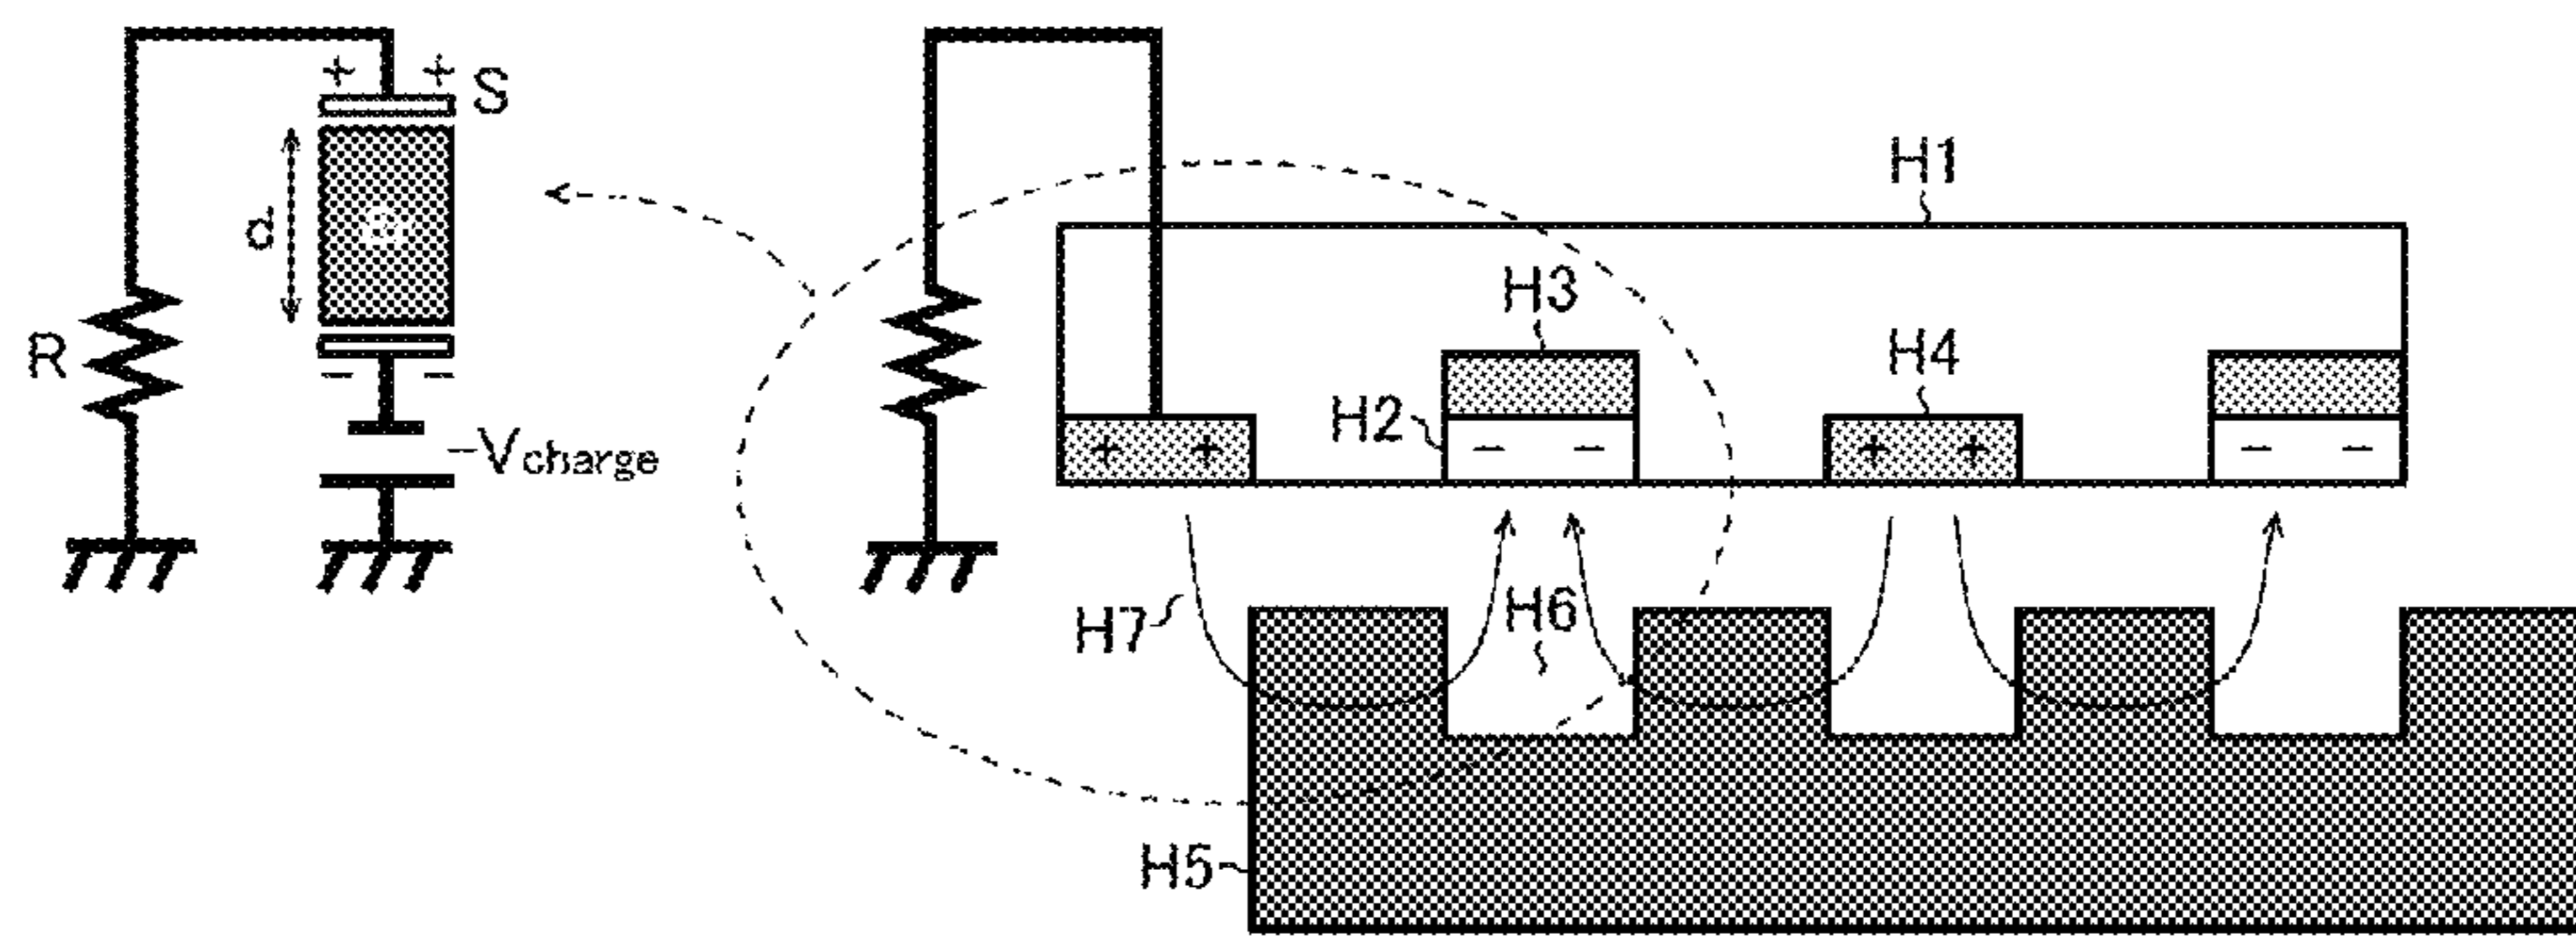 + +
S
d
ε
R
- -
-Vcharge
H1
H3
H4
H2
+ +
- -
+ +
- -
H7
H6
H5